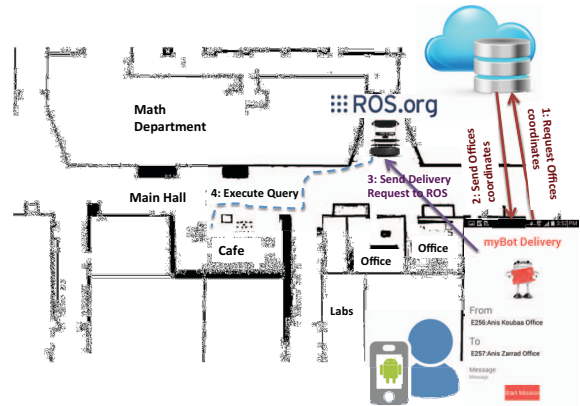 Math
Department
ROS.org
1: Request Offices
coordinates
2: Send Offices
coordinates
3: Send Delivery
Request to ROS
4: Execute Query
Main Hall
Cafe
Office
Office
Labs
myBot Delivery
From
E256:Anis Koubaa Office
To
E257:Anis Zarrad Office
Message
Message
Start Mission